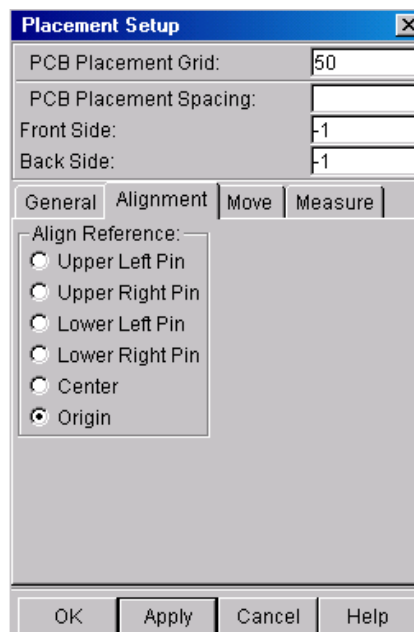 Placement Setup
PCB Placement Grid: 50
PCB Placement Spacing:
Front Side: -1
Back Side: -1
General Alignment Move Measure
Align Reference:
Upper Left Pin
Upper Right Pin
Lower Left Pin
Lower Right Pin
Center
Origin
OK Apply Cancel Help